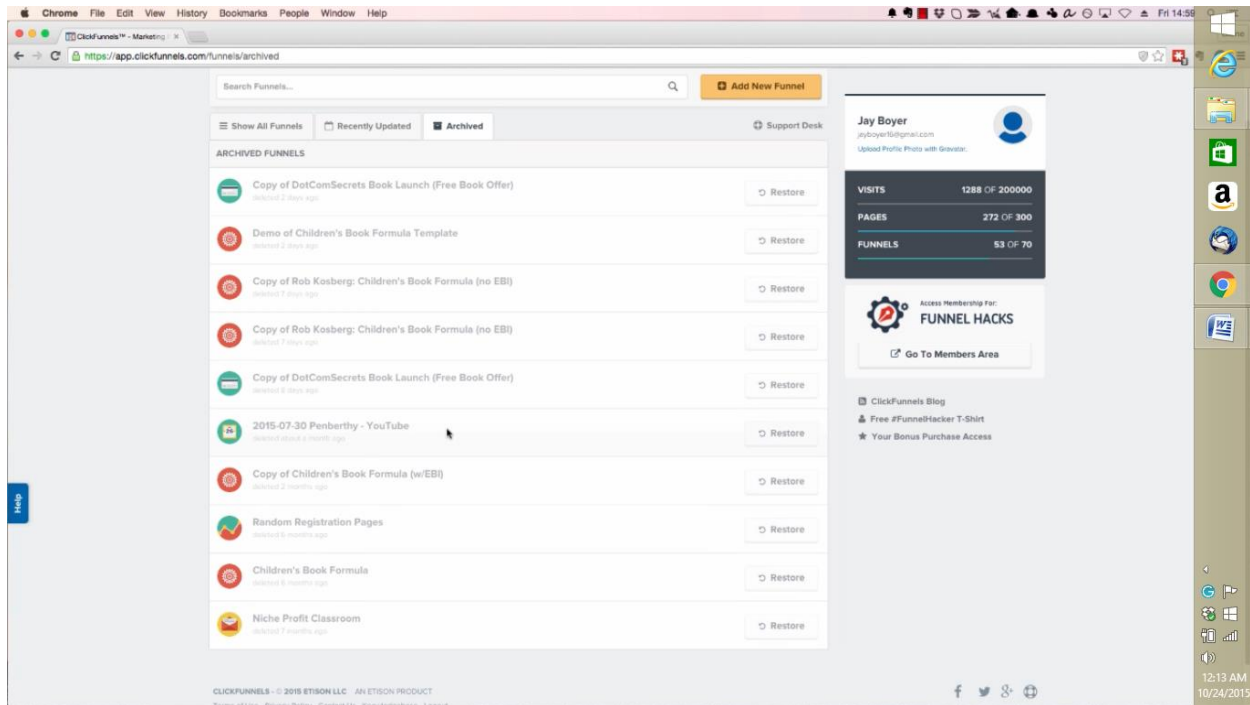 Chrome File Edit View History Bookmarks People Window Help
Fri 14:59
ClickFunnels™ - Marketing
https://app.clickfunnels.com/funnels/archived
Search Funnels...
Add New Funnel
Show All Funnels
Recently Updated
Archived
Support Desk
ARCHIVED FUNNELS
Copy of DotComSecrets Book Launch (Free Book Offer)
deleted 2 days ago
Restore
Demo of Children's Book Formula Template
deleted 2 days ago
Restore
Copy of Rob Kosberg: Children's Book Formula (no EBI)
deleted 7 days ago
Restore
Copy of Rob Kosberg: Children's Book Formula (no EBI)
deleted 7 days ago
Restore
Copy of DotComSecrets Book Launch (Free Book Offer)
days ago
Restore
2015-07-30 Penberthy - YouTube
deleted about a month ago
Restore
Copy of Children's Book Formula (w/EBI)
deleted 2 months ago
Restore
Random Registration Pages
deleted 6 months ago
Restore
Children's Book Formula
months ago
Restore
Niche Profit Classroom
deleted 7 months ago
Restore
Jay Boyer
jayboyer16@gmail.com
Upload Profile Photo with Gravatar.
VISITS 1288 OF 200000
PAGES 272 OF 300
FUNNELS 53 OF 70
Access Membership For:
FUNNEL HACKS
Go To Members Area
ClickFunnels Blog
Free #FunnelHacker T-Shirt
Your Bonus Purchase Access
Help
CLICKFUNNELS - © 2015 ETISON LLC AN ETISON PRODUCT
12:13 AM
10/24/2015